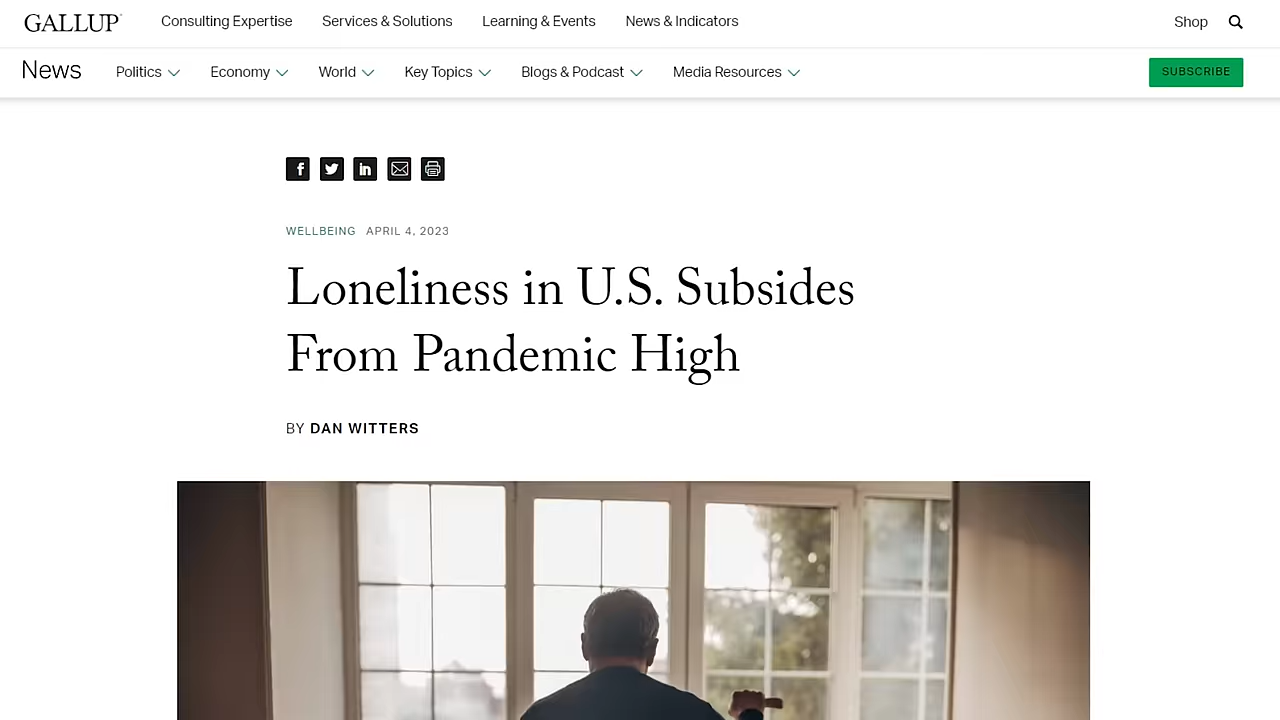 GALLUP
Consulting Expertise
Services & Solutions
Learning & Events
News & Indicators
Shop
News
Politics
Economy
World
Key Topics
Blogs & Podcast
Media Resources
SUBSCRIBE
WELLBEING APRIL 4, 2023
Loneliness in U.S. Subsides
From Pandemic High
BY DAN WITTERS